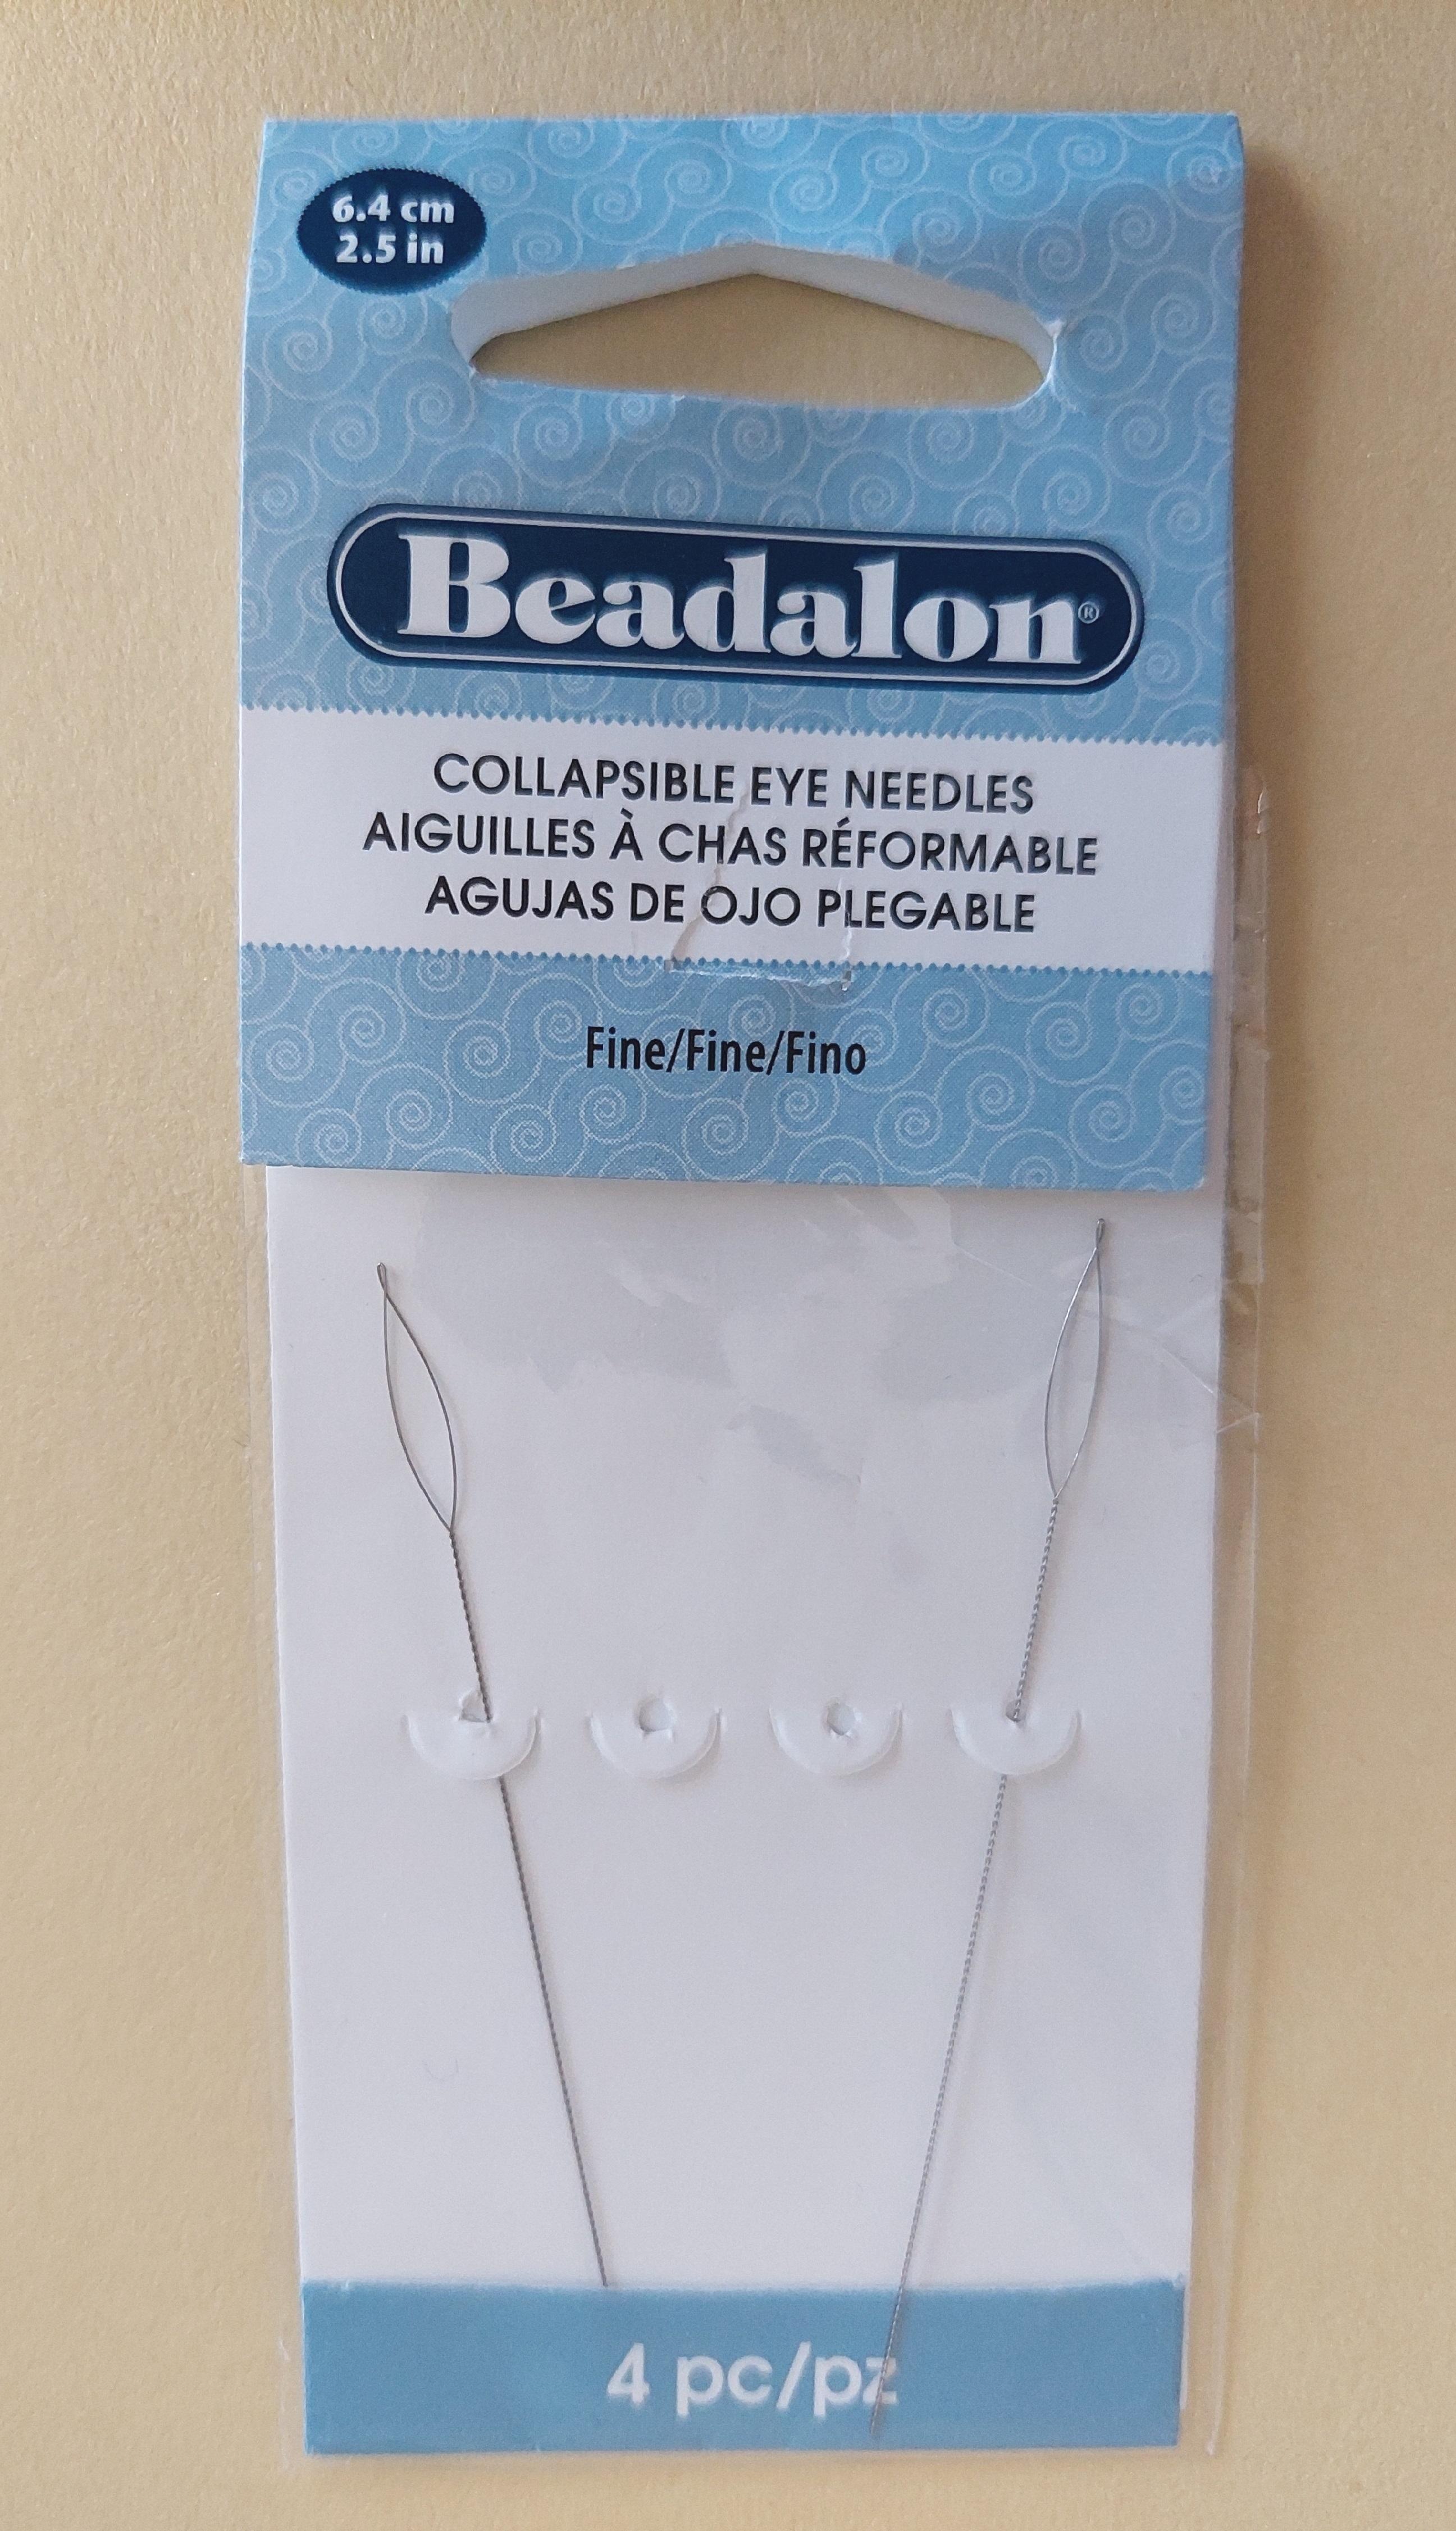 6.4 cm
2.5 in
Beadalon®
COLLAPSIBLE EYE NEEDLES
AIGUILLES À CHAS RÉFORMABLE
AGUJAS DE OJO PLEGABLE
Fine/Fine/Fino
4 pc/pz